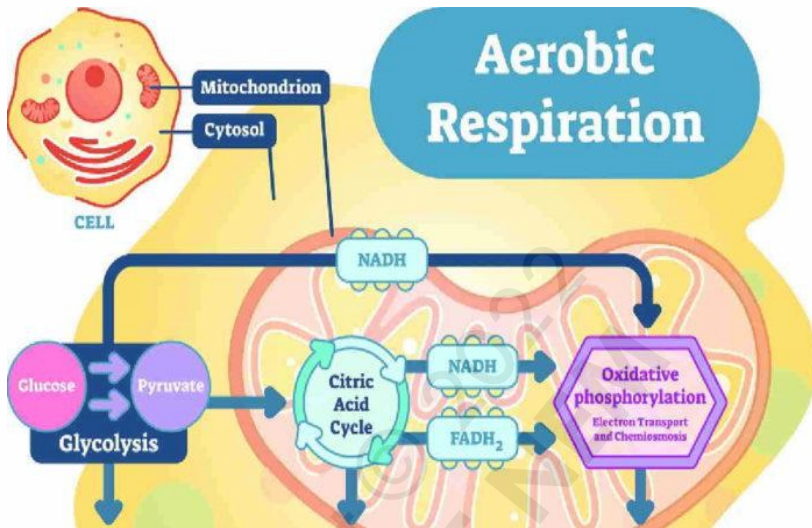 Aerobic
Respiration
Mitochondrion
Cytosol
CELL
NADH
Glucose
Pyruvate
Glycolysis
Citric
Acid
Cycle
NADH
FADH₂
Oxidative
phosphorylation
Electron Transport
and Chemiosmosis
© 2022